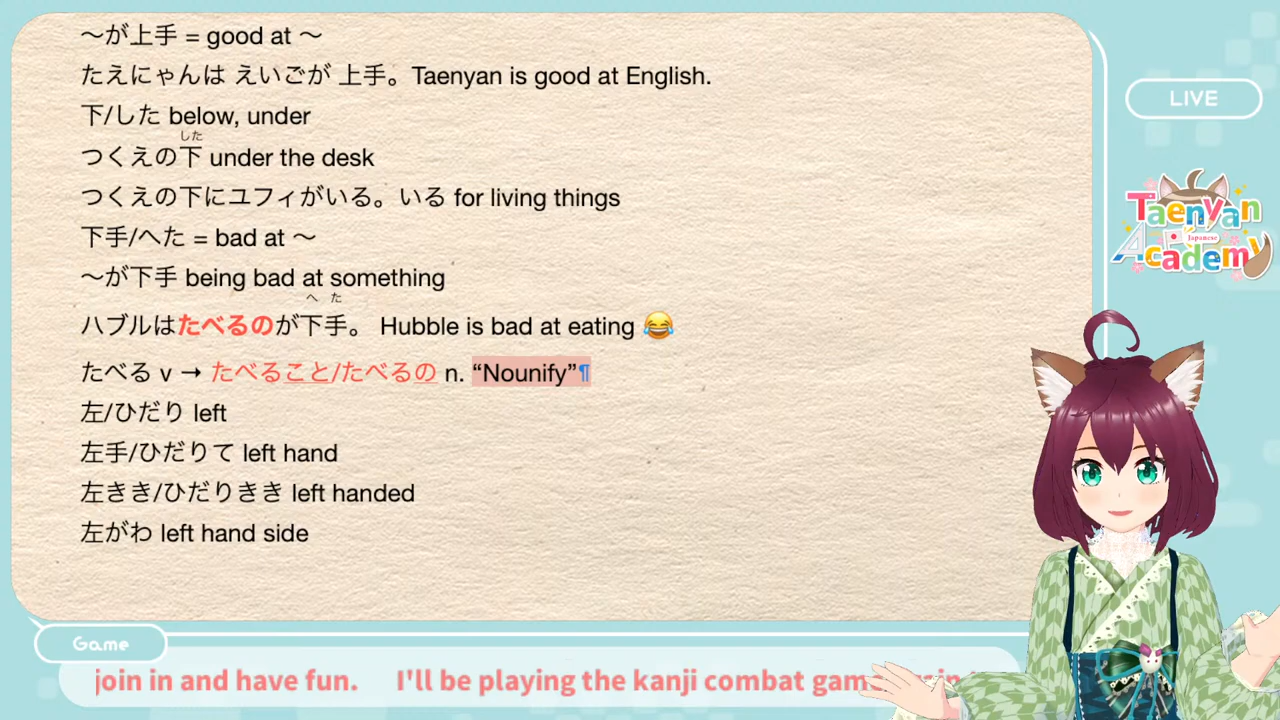 〜が上手 = good at 〜
たえにゃんは えいごが 上手。Taenyan is good at English.
下/した below, under
した
つくえの下 under the desk
つくえの下にユフィがいる。いる for living things
下手/へた = bad at 〜
〜が下手 being bad at something
へ た
ハブルはたべるのが下手。 Hubble is bad at eating 😂
たべる v → たべること/たべるの n. “Nounify”¶
左/ひだり left
左手/ひだりて left hand
左きき/ひだりきき left handed
左がわ left hand side
LIVE
Taenyan
Japanese
Academy
Game
join in and have fun. I'll be playing the kanji combat